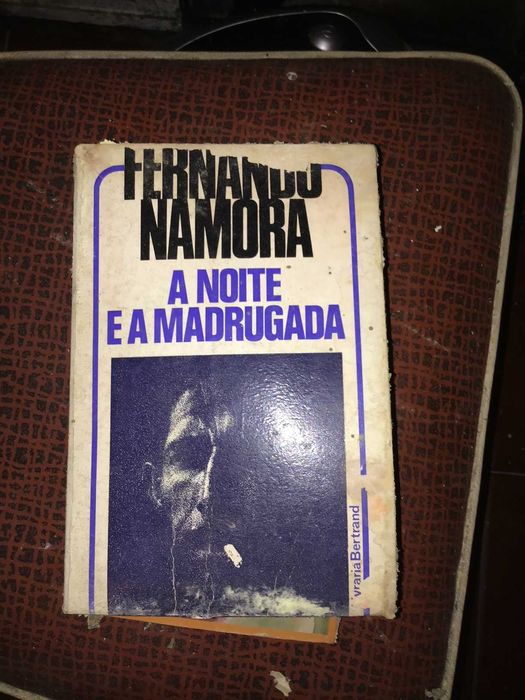 FERNANDO
NAMORA
A NOITE
E A MADRUGADA
vraria Bertrand